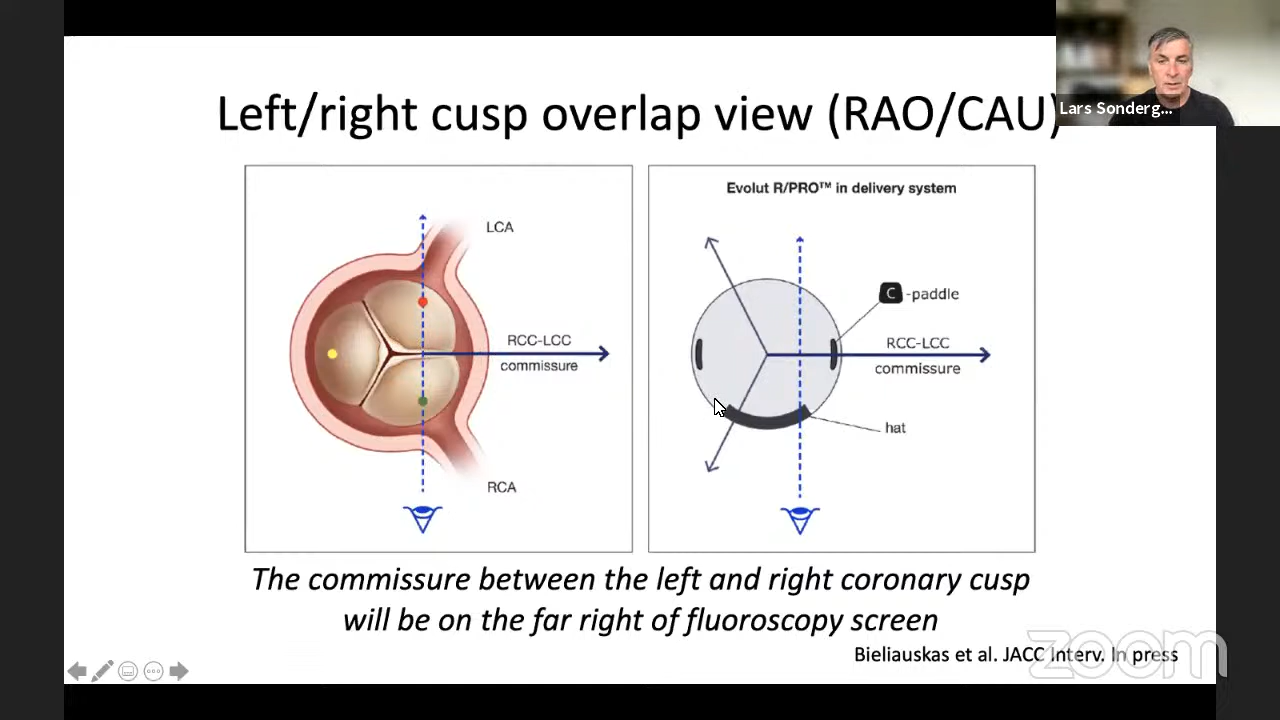 Left/right cusp overlap view (RAO/CAU)
Lars Sonderg...
LCA
RCC-LCC
commissure
RCA
Evolut R/PRO™ in delivery system
C -paddle
RCC-LCC
commissure
hat
The commissure between the left and right coronary cusp
will be on the far right of fluoroscopy screen
Bieliauskas et al. JACC Interv. In press
zoom